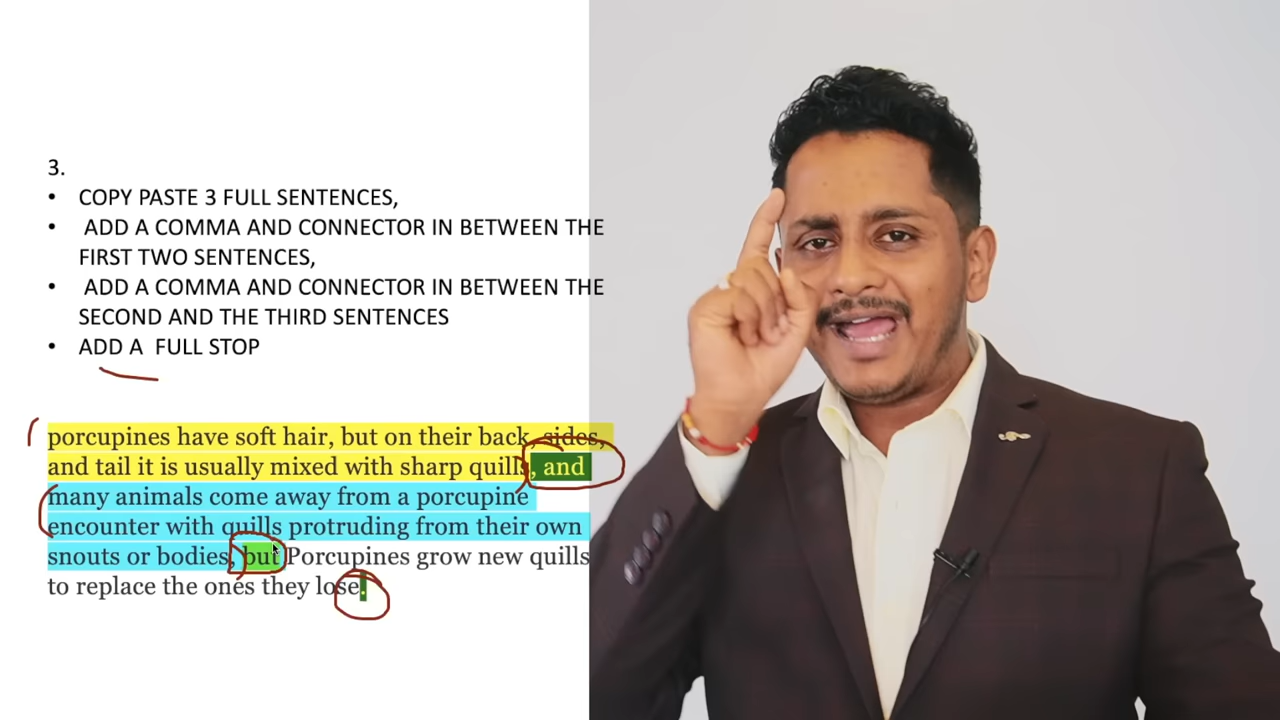 3.
• COPY PASTE 3 FULL SENTENCES,
• ADD A COMMA AND CONNECTOR IN BETWEEN THE
FIRST TWO SENTENCES,
• ADD A COMMA AND CONNECTOR IN BETWEEN THE
SECOND AND THE THIRD SENTENCES
• ADD A FULL STOP
porcupines have soft hair, but on their back, sides,
and tail it is usually mixed with sharp quills, and
many animals come away from a porcupine
encounter with quills protruding from their own
snouts or bodies, but Porcupines grow new quills
to replace the ones they lose.